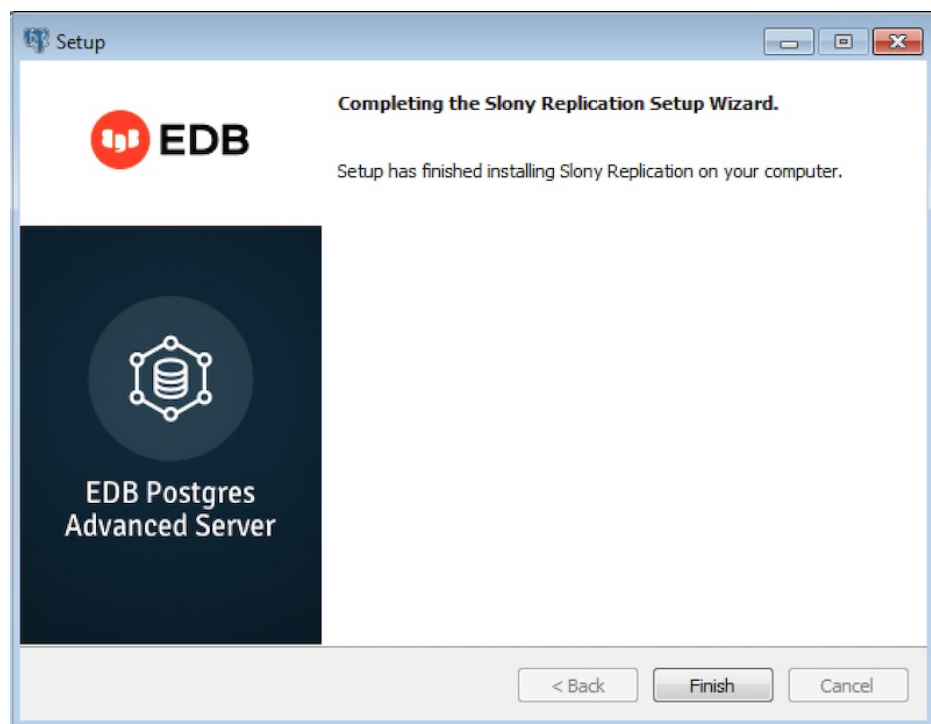 Setup
EDB
Completing the Slony Replication Setup Wizard.
Setup has finished installing Slony Replication on your computer.
EDB Postgres
Advanced Server
< Back
Finish
Cancel